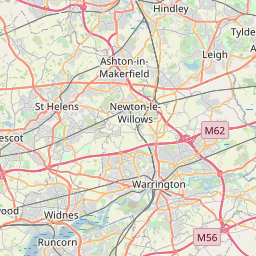 Hindley
Tylde
Leigh
Ashton-in-
Makerfield
St Helens
Newton-le-
Willows
M62
escot
Warrington
ood
Widnes
Runcorn
M56